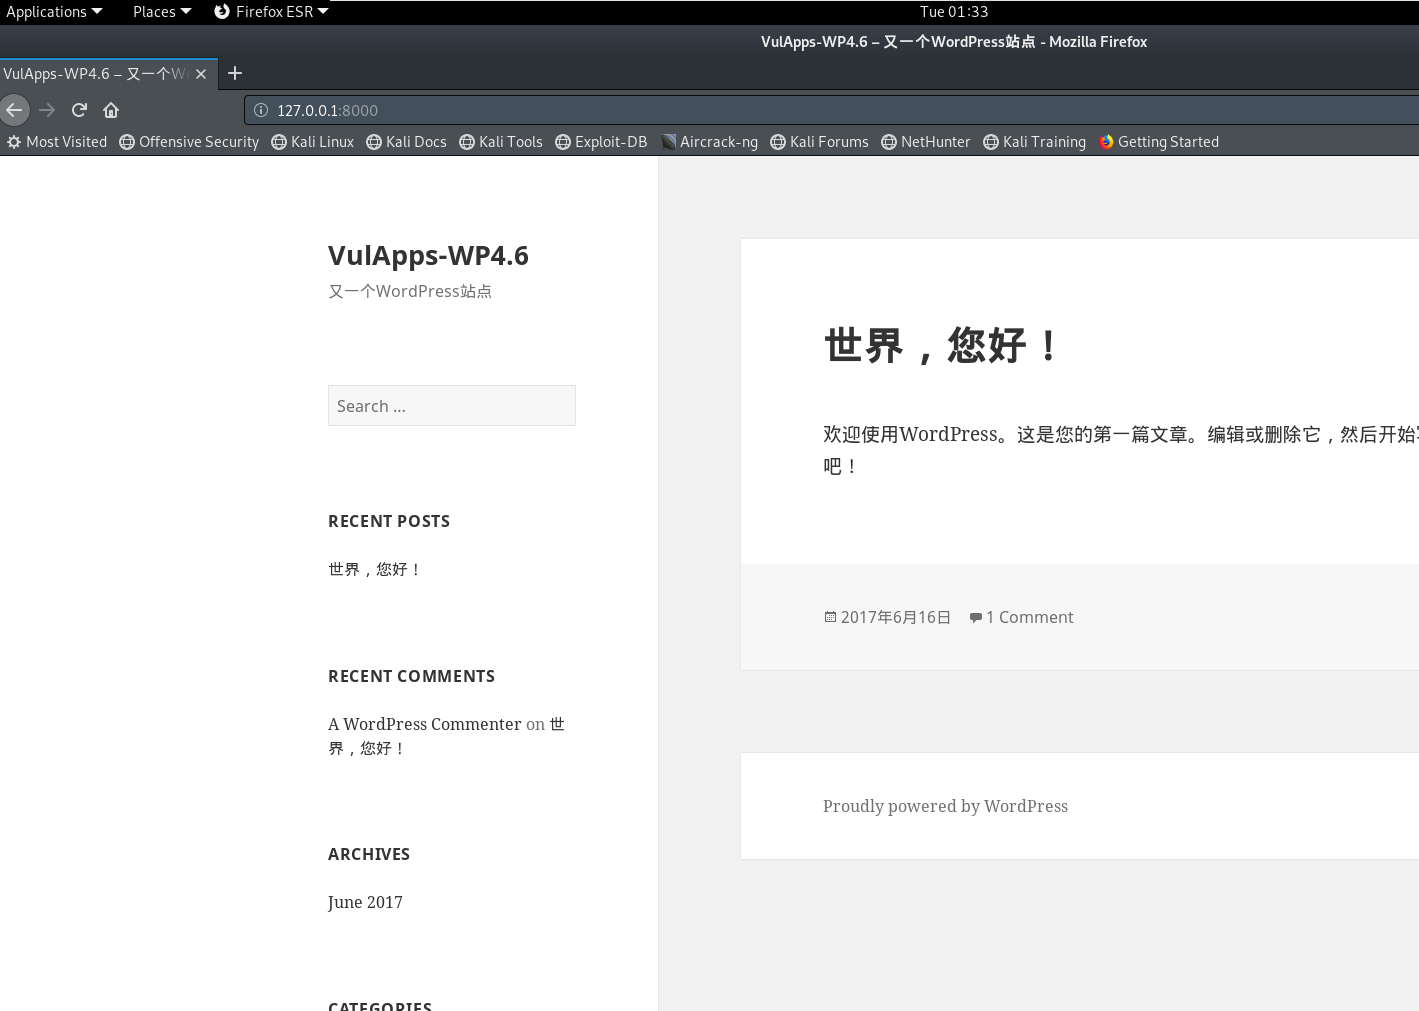 Applications Places Firefox ESR Tue 01:33
VulApps-WP4.6 – 又一个WordPress站点 - Mozilla Firefox
VulApps-WP4.6 – 又一个W
127.0.0.1:8000
Most Visited Offensive Security Kali Linux Kali Docs Kali Tools Exploit-DB Aircrack-ng Kali Forums NetHunter Kali Training Getting Started
VulApps-WP4.6
又一个WordPress站点
Search ...
RECENT POSTS
世界，您好！
RECENT COMMENTS
A WordPress Commenter on 世
界，您好！
ARCHIVES
June 2017
CATEGORIES
世界，您好！
欢迎使用WordPress。这是您的第一篇文章。编辑或删除它，然后开始
吧！
2017年6月16日 1 Comment
Proudly powered by WordPress